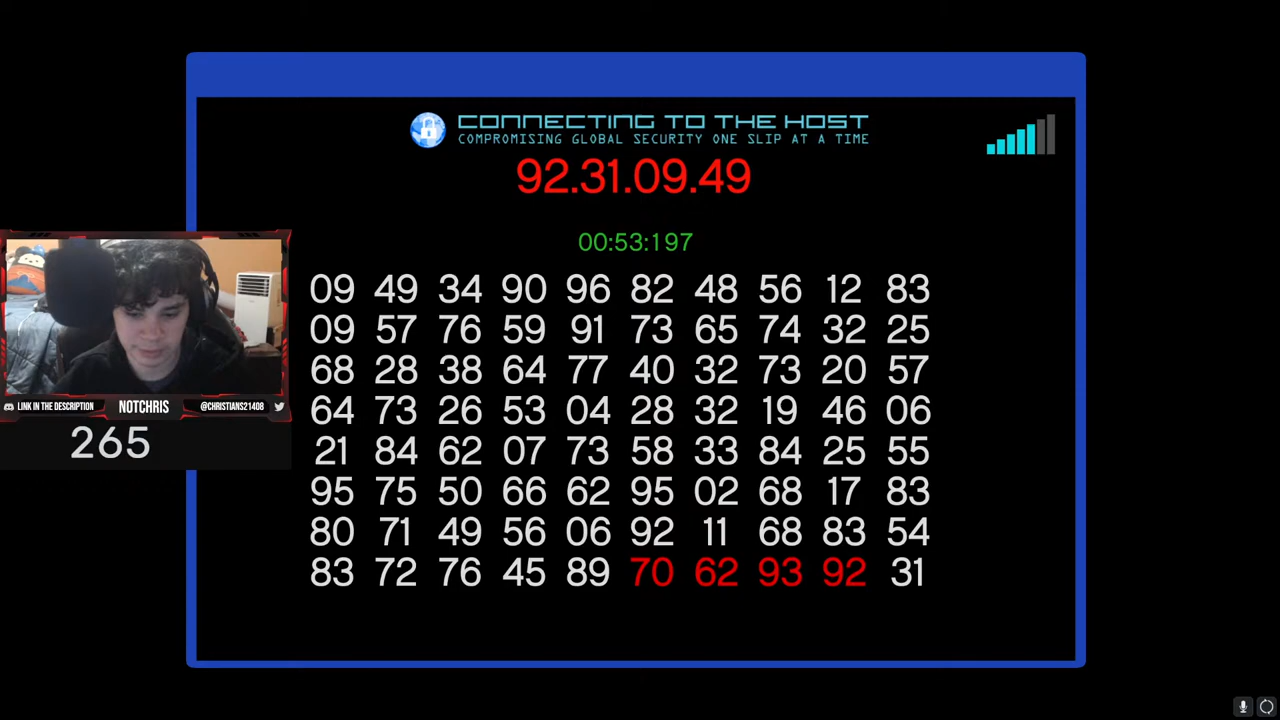 CONNECTING TO THE HOST
COMPROMISING GLOBAL SECURITY ONE SLIP AT A TIME
92.31.09.49
00:53:197
09 49 34 90 96 82 48 56 12 83
09 57 76 59 91 73 65 74 32 25
68 28 38 64 77 40 32 73 20 57
64 73 26 53 04 28 32 19 46 06
21 84 62 07 73 58 33 84 25 55
95 75 50 66 62 95 02 68 17 83
80 71 49 56 06 92 11 68 83 54
83 72 76 45 89 70 62 93 92 31
LINK IN THE DESCRIPTION NOTCHRIS @CHRISTIANS21408
265